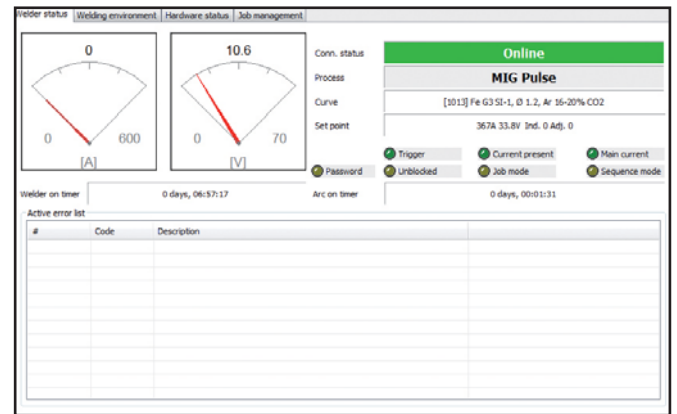 Welder status Welding environment Hardware status Job management
0
0 600
[A]
10.6
0 70
[V]
Conn. status Online
Process MIG Pulse
Curve [1013] Fe G3 SI-1, Ø 1.2, Ar 16-20% CO2
Set point 367A 33.8V Ind. 0 Adj. 0
Trigger Current present Main current
Password Unblocked Job mode Sequence mode
Welder on timer 0 days, 06:57:17 Arc on timer 0 days, 00:01:31
Active error list
# Code Description